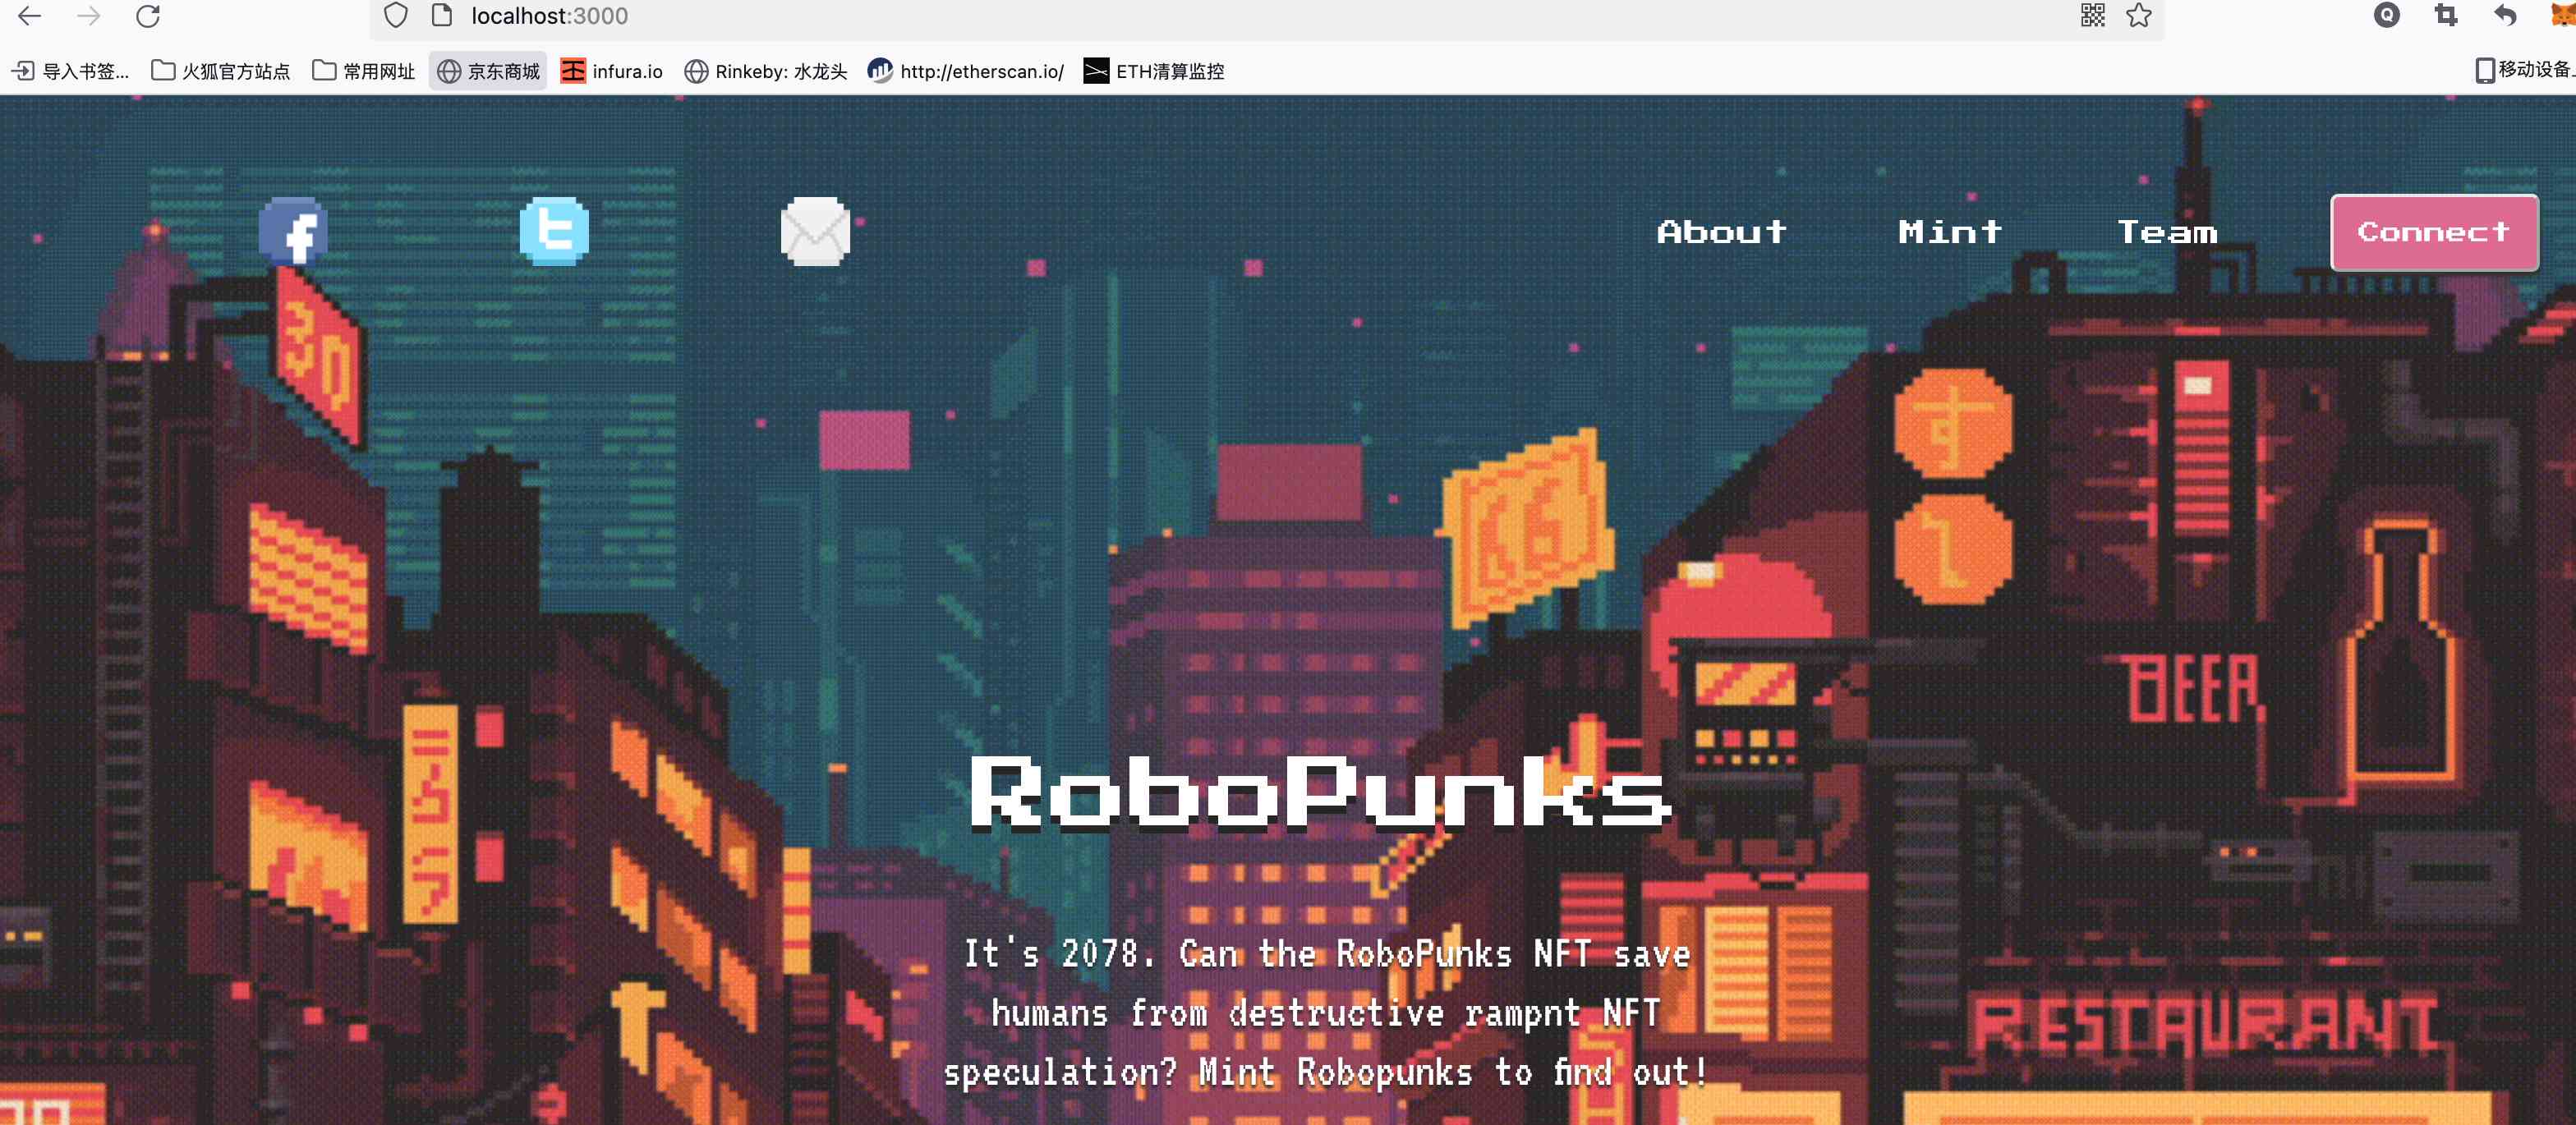 localhost:3000
导入书签...
火狐官方站点
常用网址
京东商城
infura.io
Rinkeby: 水龙头
http://etherscan.io/
ETH清算监控
移动设备
About
Mint
Team
Connect
3D
す
し
BEER
RoboPunks
It's 2078. Can the RoboPunks NFT save
humans from destructive rampnt NFT
speculation? Mint Robopunks to find out!
RESTAURANT